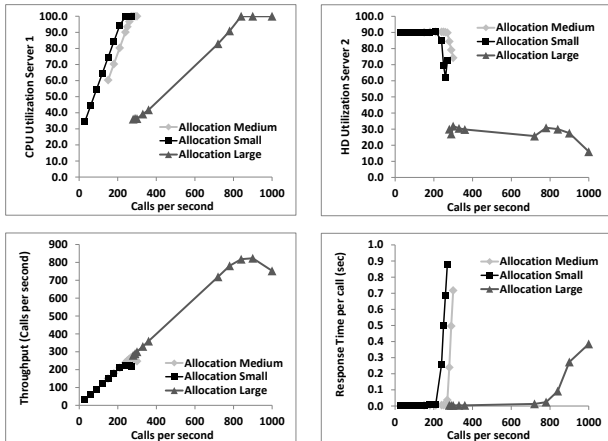 100.0
90.0
80.0
70.0
60.0
50.0
40.0
30.0
20.0
10.0
0.0
CPU Utilization Server 1
Allocation Medium
Allocation Small
Allocation Large
0 200 400 600 800 1000
Calls per second
100.0
90.0
80.0
70.0
60.0
50.0
40.0
30.0
20.0
10.0
0.0
HD Utilization Server 2
Allocation Medium
Allocation Small
Allocation Large
0 200 400 600 800 1000
Calls per second
900
800
700
600
500
400
300
200
100
0
Throughput (Calls per second)
Allocation Medium
Allocation Small
Allocation Large
0 200 400 600 800 1000
Calls per second
1.0
0.9
0.8
0.7
0.6
0.5
0.4
0.3
0.2
0.1
0.0
Response Time per call (sec)
Allocation Medium
Allocation Small
Allocation Large
0 200 400 600 800 1000
Calls per second